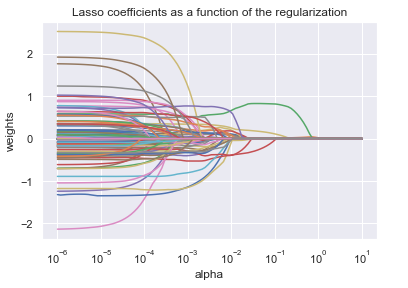 Lasso coefficients as a function of the regularization
weights
2
1
0
−1
−2
10⁻⁶ 10⁻⁵ 10⁻⁴ 10⁻³ 10⁻² 10⁻¹ 10⁰ 10¹
alpha